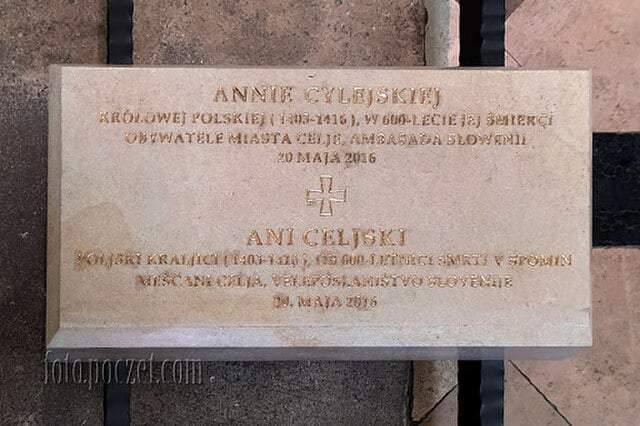 ANNIE CYLEJSKIEJ
KRÓLOWEJ POLSKIEJ (1403-1416), W 600-LECIE JEJ ŚMIERCI
OBYWATELE MIASTA CELJE, AMBASADA SŁOWENII
20 MAJA 2016
ANI CELJSKI
POLJSKI KRALJICI (1403-1416), OB 600-LETNICI SMRTI V SPOMIN
MEŠČANI CELJA, VELEPOSLANIŠTVO SLOVENIJE
MAJA 2016
foto.poczet.com